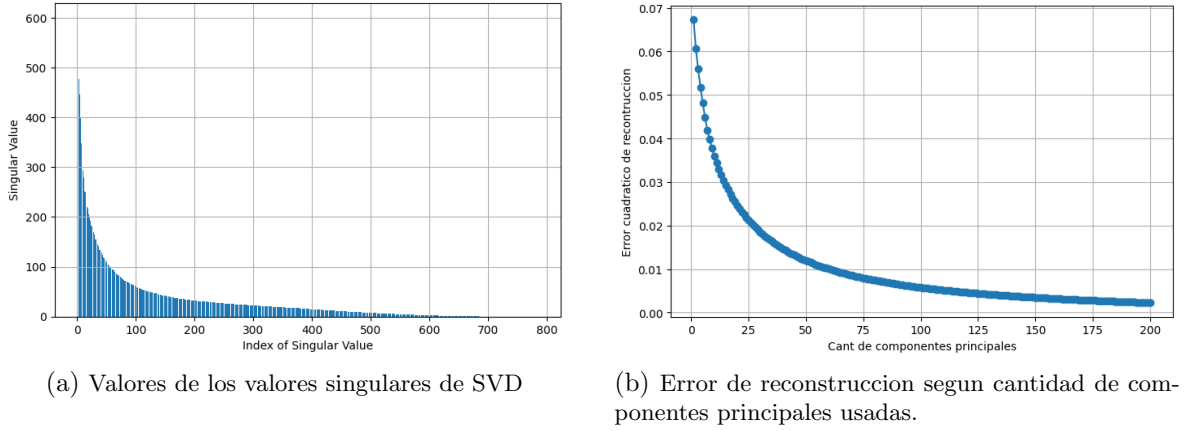 600
500
400
300
200
100
0
Singular Value
0 100 200 300 400 500 600 700 800
Index of Singular Value
(a) Valores de los valores singulares de SVD
0.07
0.06
0.05
0.04
0.03
0.02
0.01
0.00
Error cuadratico de recontruccion
0 25 50 75 100 125 150 175 200
Cant de componentes principales
(b) Error de reconstruccion segun cantidad de com-
ponentes principales usadas.